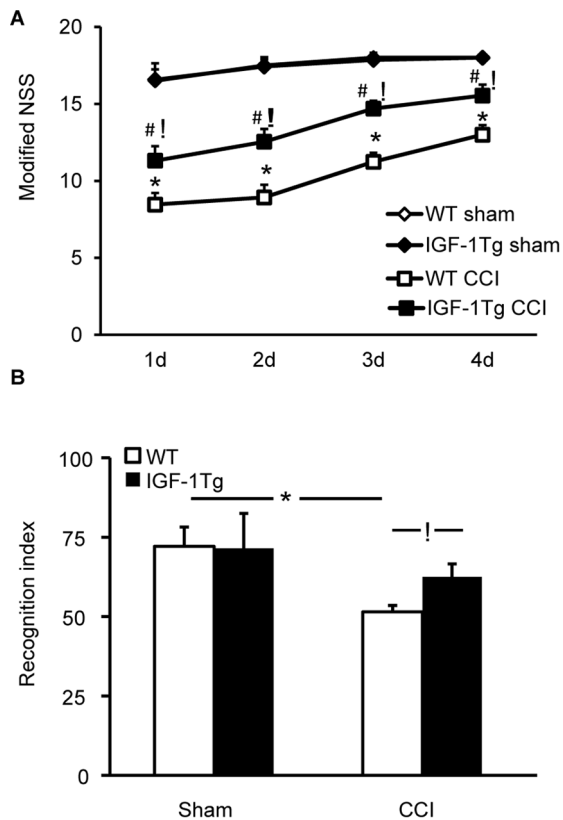 A
Modified NSS
20
15
10
5
0
# !
# !
# !
# !
*
*
*
*
WT sham
IGF-1Tg sham
WT CCI
IGF-1Tg CCI
1d 2d 3d 4d
B
Recognition index
100
75
50
25
0
WT
IGF-1Tg
*
!
Sham CCI